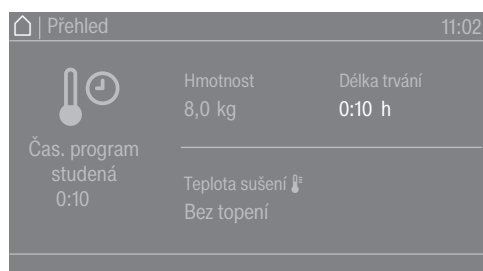 Přehled 11:02
Čas. program
studená
0:10
Hmotnost
8,0 kg
Délka trvání
0:10 h
Teplota sušení
Bez topení